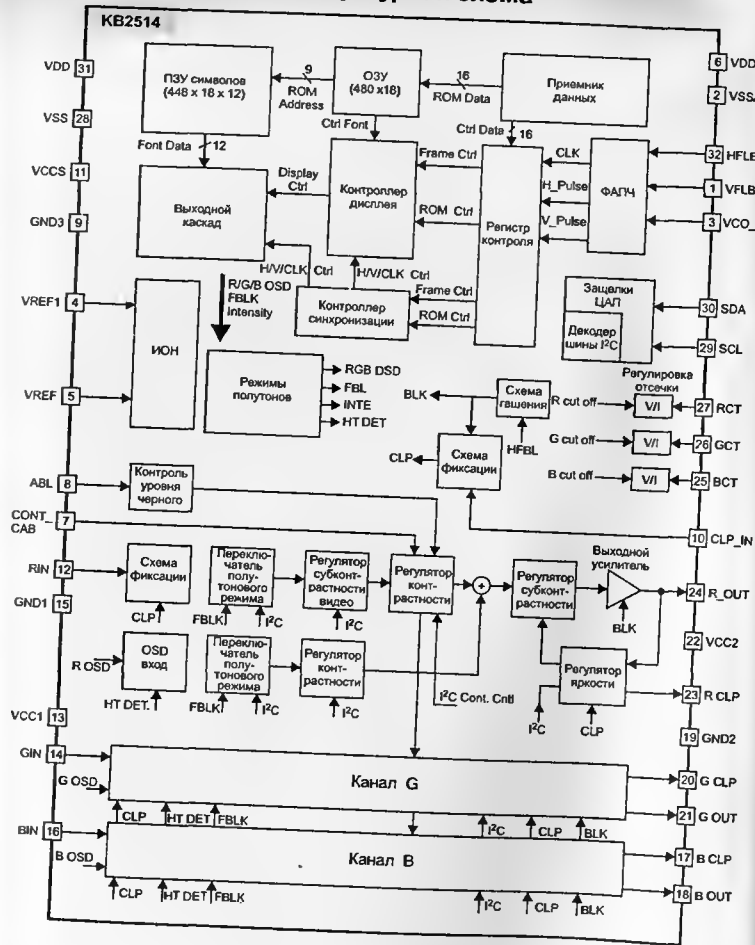 KB2514
VDD 31
VSS 28
VCCS 11
GND3 9
VREF1 4
VREF 5
ABL 8
CONT_
CAB 7
RIN 12
GND1 15
VCC1 13
GIN 14
BIN 16
6 VDD
2 VSS
32 HFLB
1 VFLB
3 VCO_
30 SDA
29 SCL
27 RCT
26 GCT
25 BCT
10 CLP_IN
24 R_OUT
22 VCC2
23 R CLP
19 GND2
20 G CLP
21 G OUT
17 B CLP
18 B OUT
ПЗУ символов
(448 x 18 x 12)
9
ROM
Address
ОЗУ
(480 x18)
16
ROM Data
Приемник
данных
Font Data 12
Ctrl Font
Ctrl Data 16
Выходной
каскад
Display
Ctrl
Контроллер
дисплея
Frame Ctrl
ROM Ctrl
Регистр
контроля
CLK
H_Pulse
V_Pulse
ФАПЧ
H/V/CLK Ctrl
H/V/CLK Ctrl
R/G/B OSD
FBLK
Intensity
Контроллер
синхронизации
Frame
Ctrl
ROM
Ctrl
Защелки
ЦАП
Декодер
шины I²C
ИОН
Режимы
полутонов
RGB DSD
FBL
INTE
HT DET
BLK
Схема
гашения
HFBL
CLP
Схема
фиксации
Регулировка
отсечки
R cut off V/I
G cut off V/I
B cut off V/I
Контроль
уровня
черного
Схема
фиксации
CLP
Переклю-
чатель
полу-
тонового
режима
FBLK I²C
Регулятор
субконт-
растности
видео
I²C
Регулятор
конт-
растности
+
Регулятор
субконт-
растности
Выходной
усилитель
BLK
R OSD
OSD
вход
HT DET.
Переклю-
чатель
полу-
тонового
режима
FBLK I²C
Регулятор
конт-
растности
I²C
I²C Cont. Cntl
Регулятор
яркости
I²C CLP
G OSD
Канал G
CLP HT DET FBLK I²C CLP BLK
B OSD
Канал B
CLP HT DET FBLK I²C CLP BLK